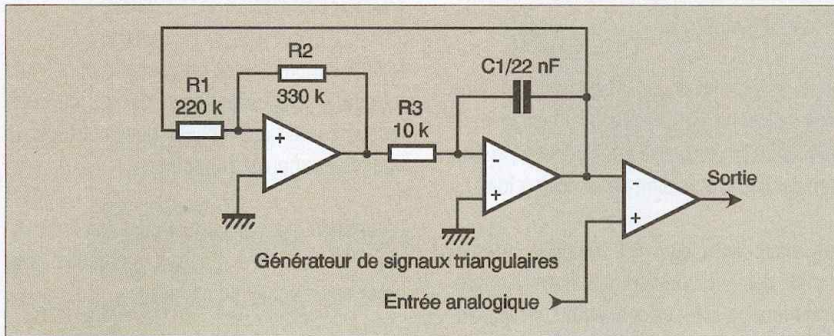 R2
330 k
R1
220 k
R3
10 k
C1/22 nF
+
-
-
+
-
+
Sortie
Générateur de signaux triangulaires
Entrée analogique